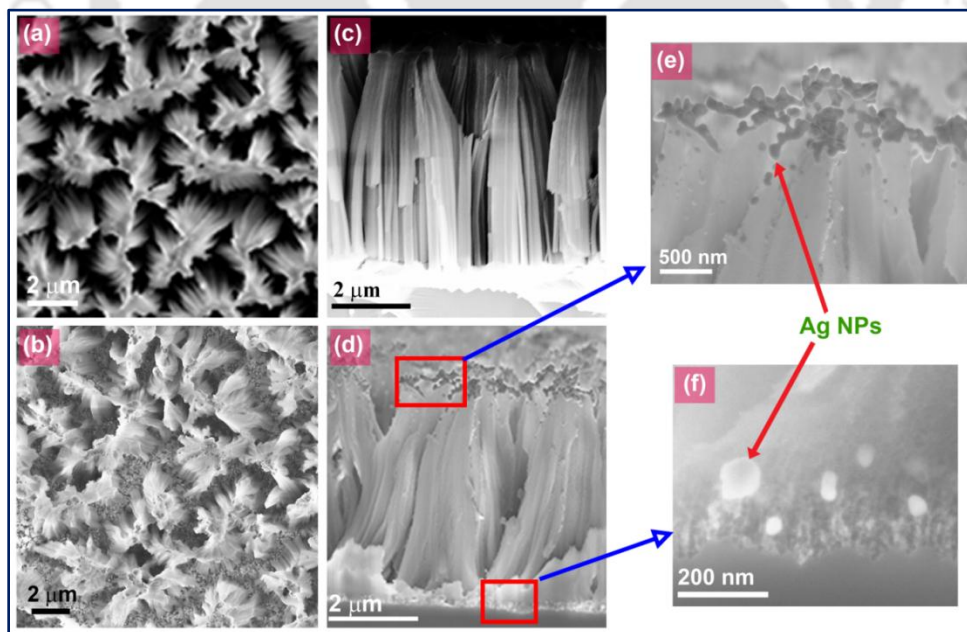 (a)
2 μm
(c)
2 μm
(e)
500 nm
Ag NPs
(b)
2 μm
(d)
2 μm
(f)
200 nm